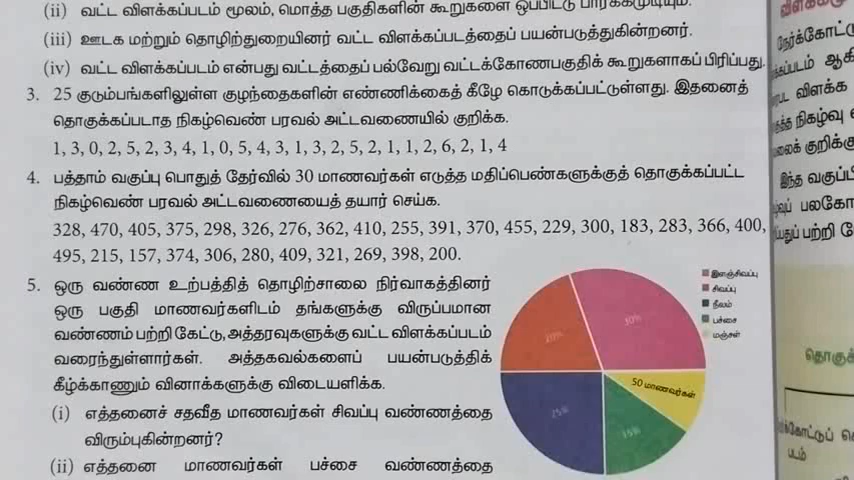 (ii) வட்ட விளக்கப்படம் மூலம், மொத்த பகுதிகளின் கூறுகளை ஒப்பிட்டு பார்க்கமுடியும்.
(iii) ஊடக மற்றும் தொழிற்துறையினர் வட்ட விளக்கப்படத்தைப் பயன்படுத்துகின்றனர்.
(iv) வட்ட விளக்கப்படம் என்பது வட்டத்தைப் பல்வேறு வட்டக்கோணபகுதிக் கூறுகளாகப் பிரிப்பது.
3. 25 குடும்பங்களிலுள்ள குழந்தைகளின் எண்ணிக்கைத் கீழே கொடுக்கப்பட்டுள்ளது. இதனைத்
தொகுக்கப்படாத நிகழ்வெண் பரவல் அட்டவணையில் குறிக்க.
1, 3, 0, 2, 5, 2, 3, 4, 1, 0, 5, 4, 3, 1, 3, 2, 5, 2, 1, 1, 2, 6, 2, 1, 4
4. பத்தாம் வகுப்பு பொதுத் தேர்வில் 30 மாணவர்கள் எடுத்த மதிப்பெண்களுக்குத் தொகுக்கப்பட்ட
நிகழ்வெண் பரவல் அட்டவணையைத் தயார் செய்க.
328, 470, 405, 375, 298, 326, 276, 362, 410, 255, 391, 370, 455, 229, 300, 183, 283, 366, 400,
495, 215, 157, 374, 306, 280, 409, 321, 269, 398, 200.
5. ஒரு வண்ண உற்பத்தித் தொழிற்சாலை நிர்வாகத்தினர்
ஒரு பகுதி மாணவர்களிடம் தங்களுக்கு விருப்பமான
வண்ணம் பற்றி கேட்டு,அத்தரவுகளுக்கு வட்ட விளக்கப்படம்
வரைந்துள்ளார்கள். அத்தகவல்களைப் பயன்படுத்திக்
கீழ்க்காணும் வினாக்களுக்கு விடையளிக்க.
(i) எத்தனைச் சதவீத மாணவர்கள் சிவப்பு வண்ணத்தை
விரும்புகின்றனர்?
(ii) எத்தனை மாணவர்கள் பச்சை வண்ணத்தை
20%
30%
50 மாணவர்கள்
25%
15%
இளஞ்சிவப்பு
சிவப்பு
நீலம்
பச்சை
மஞ்சள்